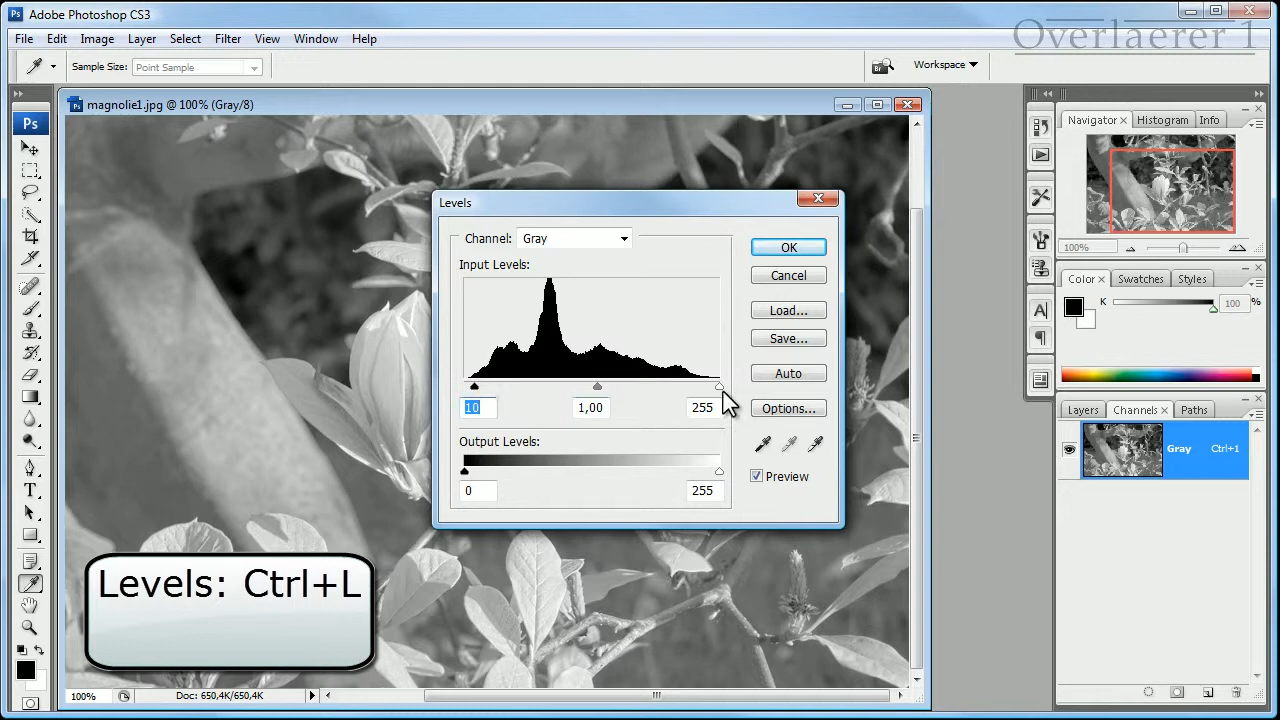 Ps Adobe Photoshop CS3
Overlaerer 1
File Edit Image Layer Select Filter View Window Help
Sample Size: Point Sample
Br Workspace
magnolie1.jpg @ 100% (Gray/8)
Ps
Navigator x Histogram Info
100%
Levels
Channel: Gray
Input Levels:
10 1,00 255
Output Levels:
0 255
OK
Cancel
Load...
Save...
Auto
Options...
Preview
Color x Swatches Styles
K 100 %
Layers Channels x Paths
Gray Ctrl+1
A
T
Levels: Ctrl+L
100% Doc: 650,4K/650,4K